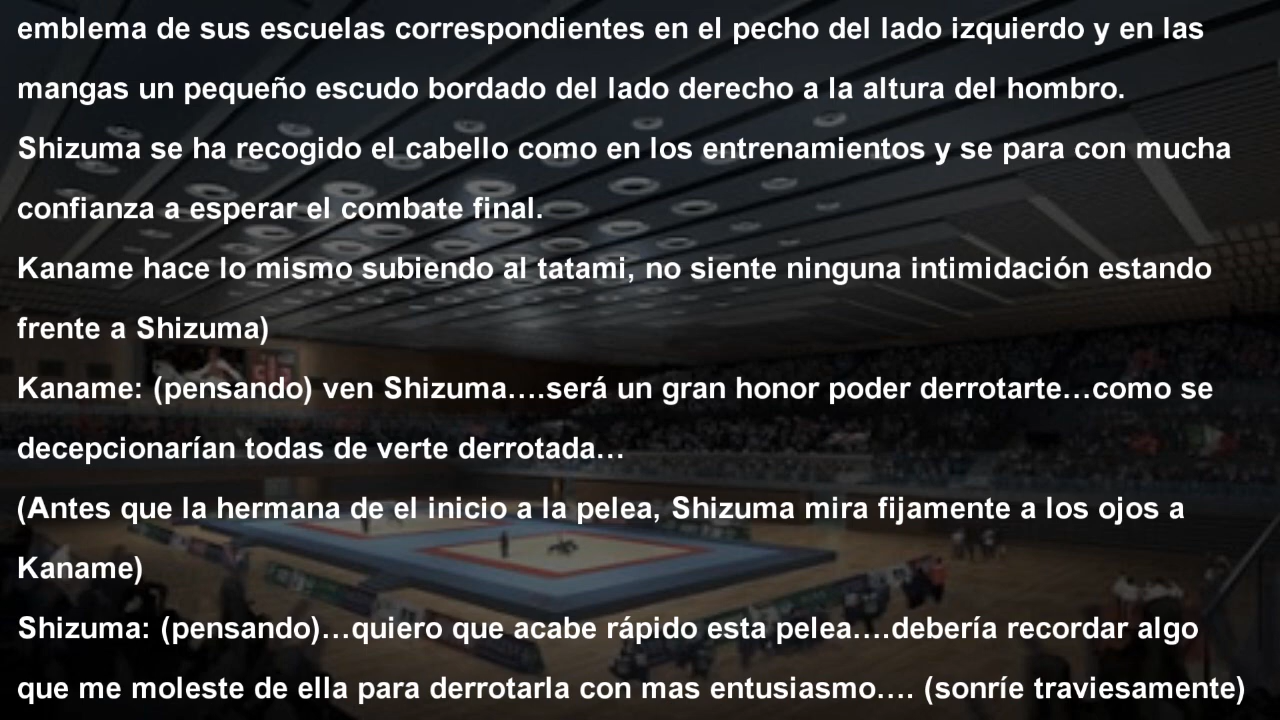 emblema de sus escuelas correspondientes en el pecho del lado izquierdo y en las
mangas un pequeño escudo bordado del lado derecho a la altura del hombro.
Shizuma se ha recogido el cabello como en los entrenamientos y se para con mucha
confianza a esperar el combate final.
Kaname hace lo mismo subiendo al tatami, no siente ninguna intimidación estando
frente a Shizuma)
Kaname: (pensando) ven Shizuma….será un gran honor poder derrotarte…como se
decepcionarían todas de verte derrotada…
(Antes que la hermana de el inicio a la pelea, Shizuma mira fijamente a los ojos a
Kaname)
Shizuma: (pensando)…quiero que acabe rápido esta pelea….debería recordar algo
que me moleste de ella para derrotarla con mas entusiasmo…. (sonríe traviesamente)